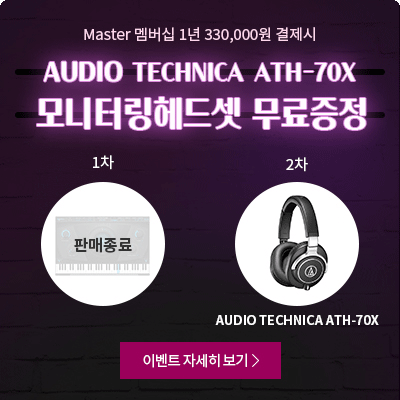 Master 멤버십 1년 330,000원 결제시
AUDIO TECHNICA ATH-70X
모니터링헤드셋 무료증정
1차
2차
판매종료
AUDIO TECHNICA ATH-70X
이벤트 자세히 보기 >